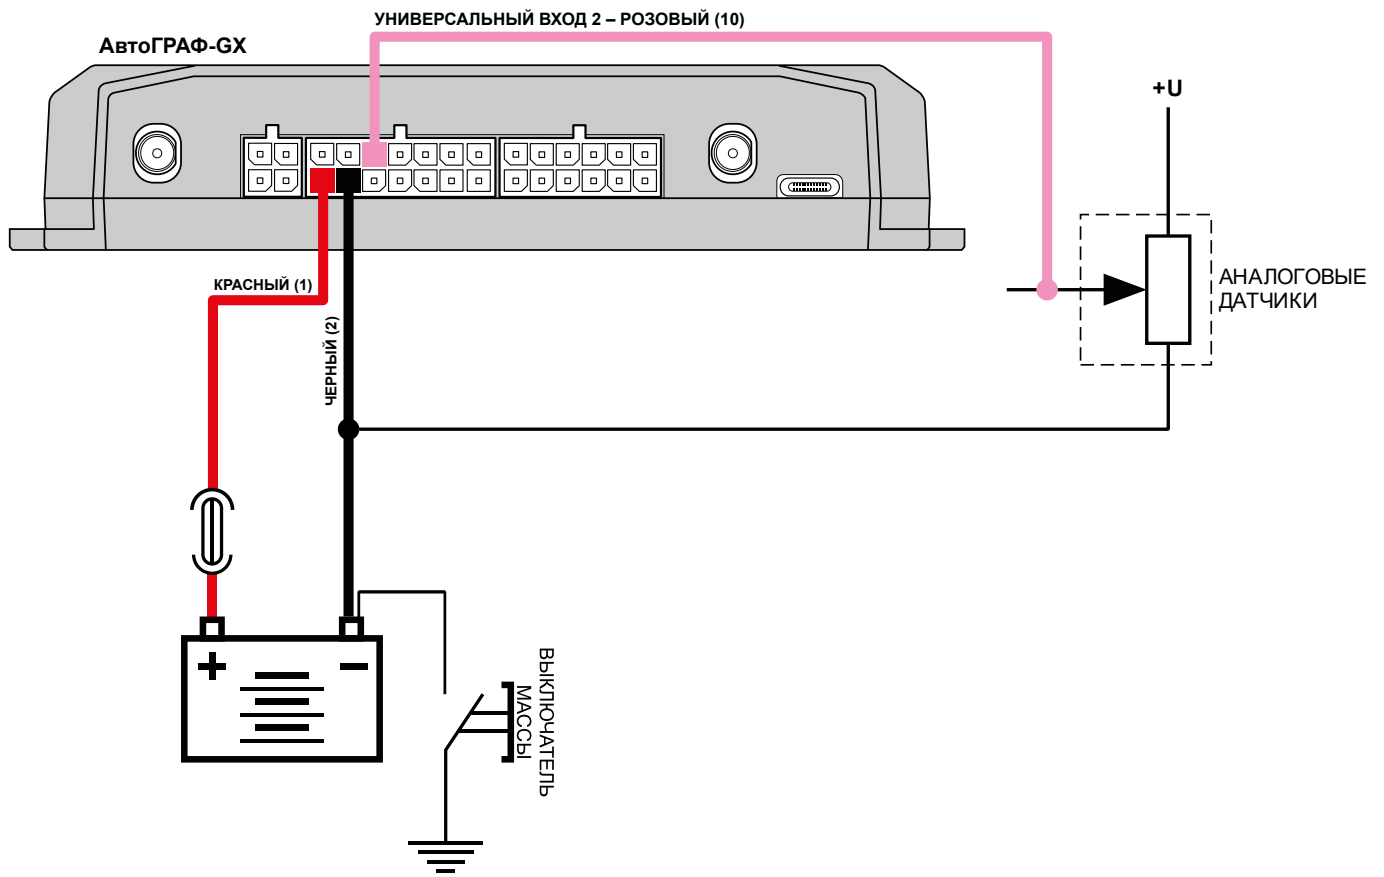 УНИВЕРСАЛЬНЫЙ ВХОД 2 – РОЗОВЫЙ (10)
АвтоГРАФ-GX
+U
АНАЛОГОВЫЕ
ДАТЧИКИ
КРАСНЫЙ (1)
ЧЕРНЫЙ (2)
+ –
ВЫКЛЮЧАТЕЛЬ
МАССЫ